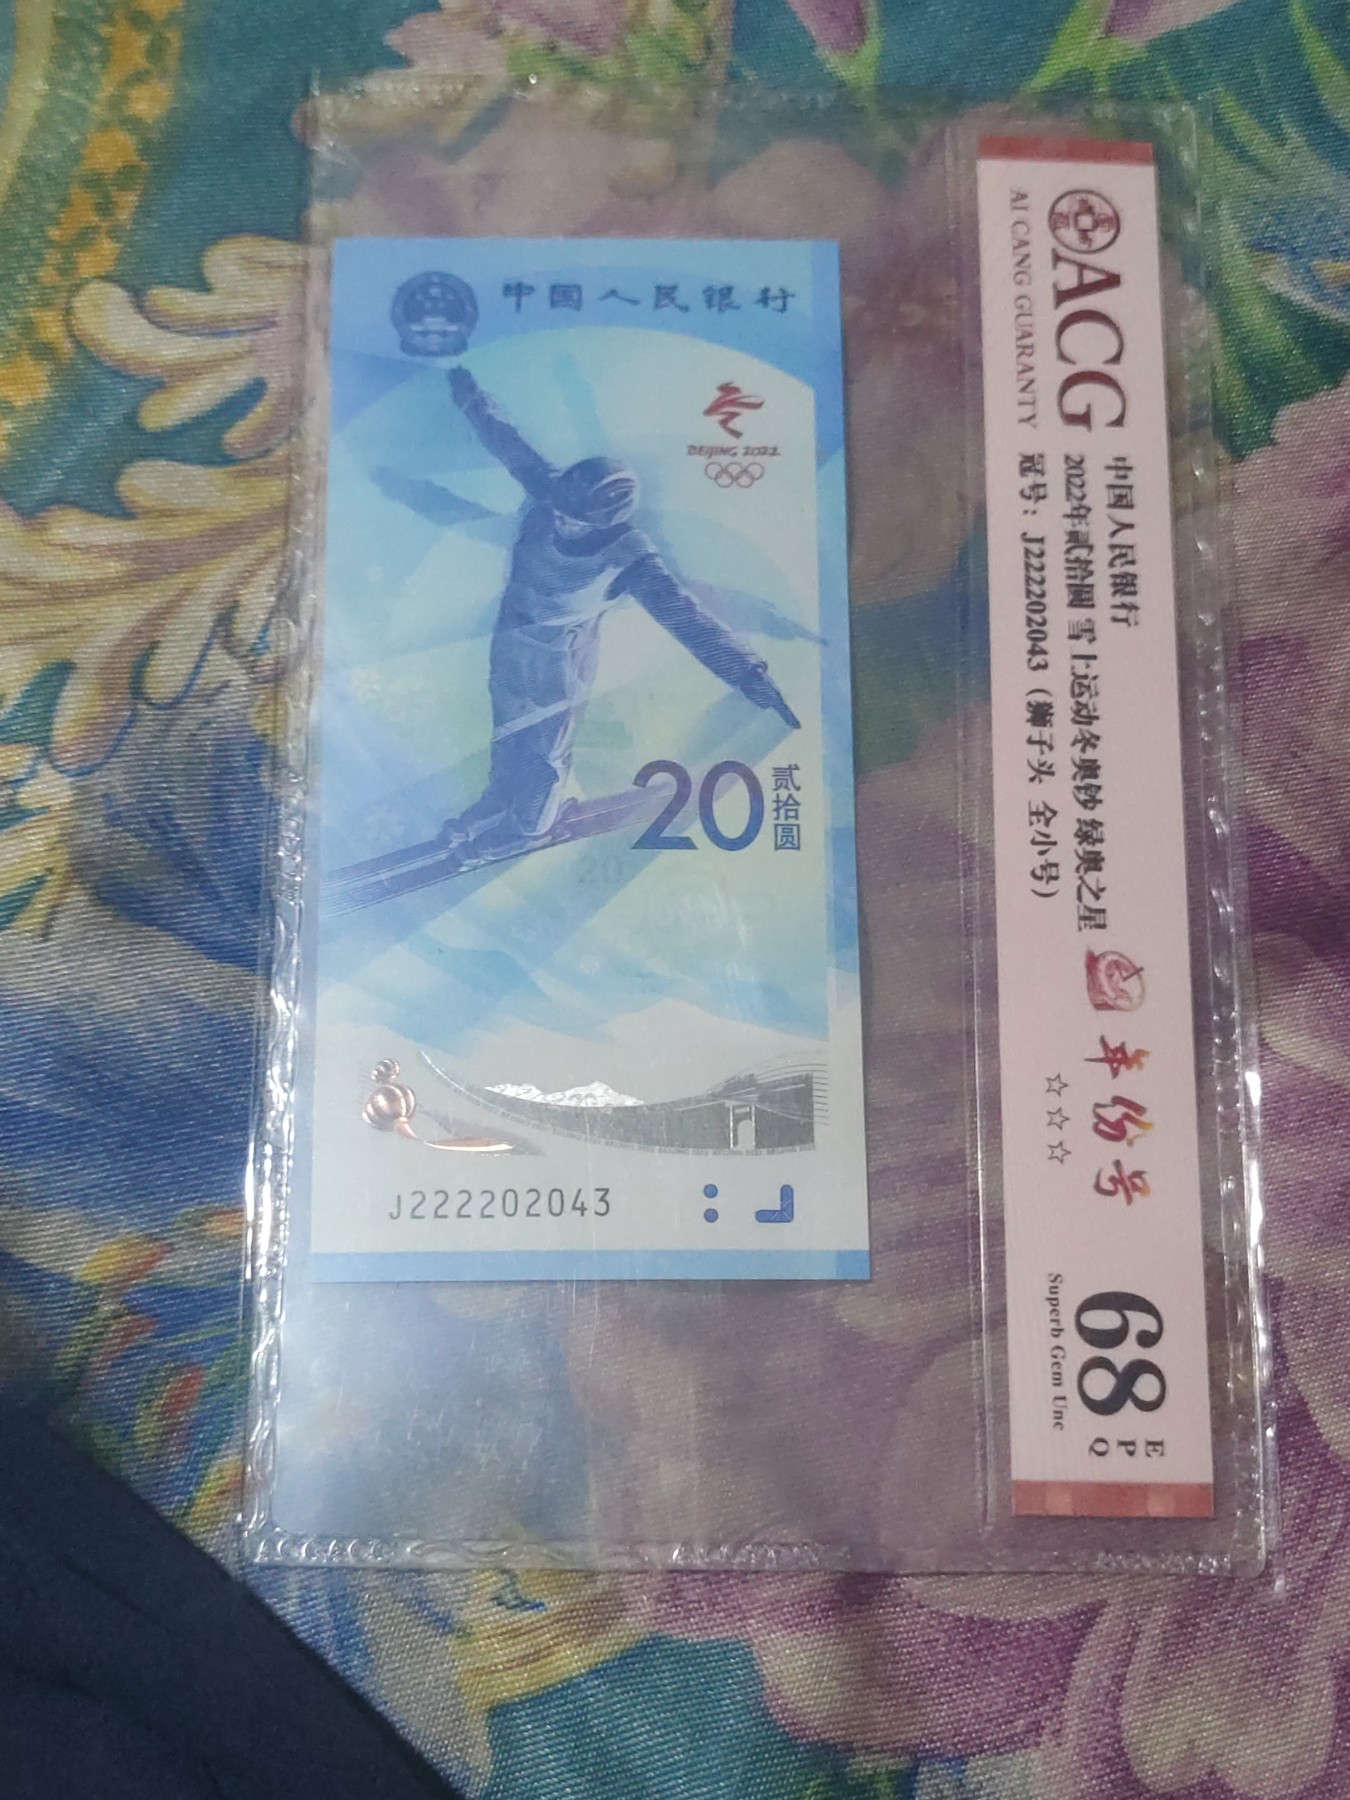 中国人民银行
BEIJING 2022
20
贰拾圆
20
J222202043
ACG
AI CANG GUARANTY
中国人民银行
2022年贰拾圆 雪上运动冬奥钞 绿奥之星
冠号：J222202043（狮子头 全小号）
年份号
☆☆☆
68
EPQ
Superb Gem Unc